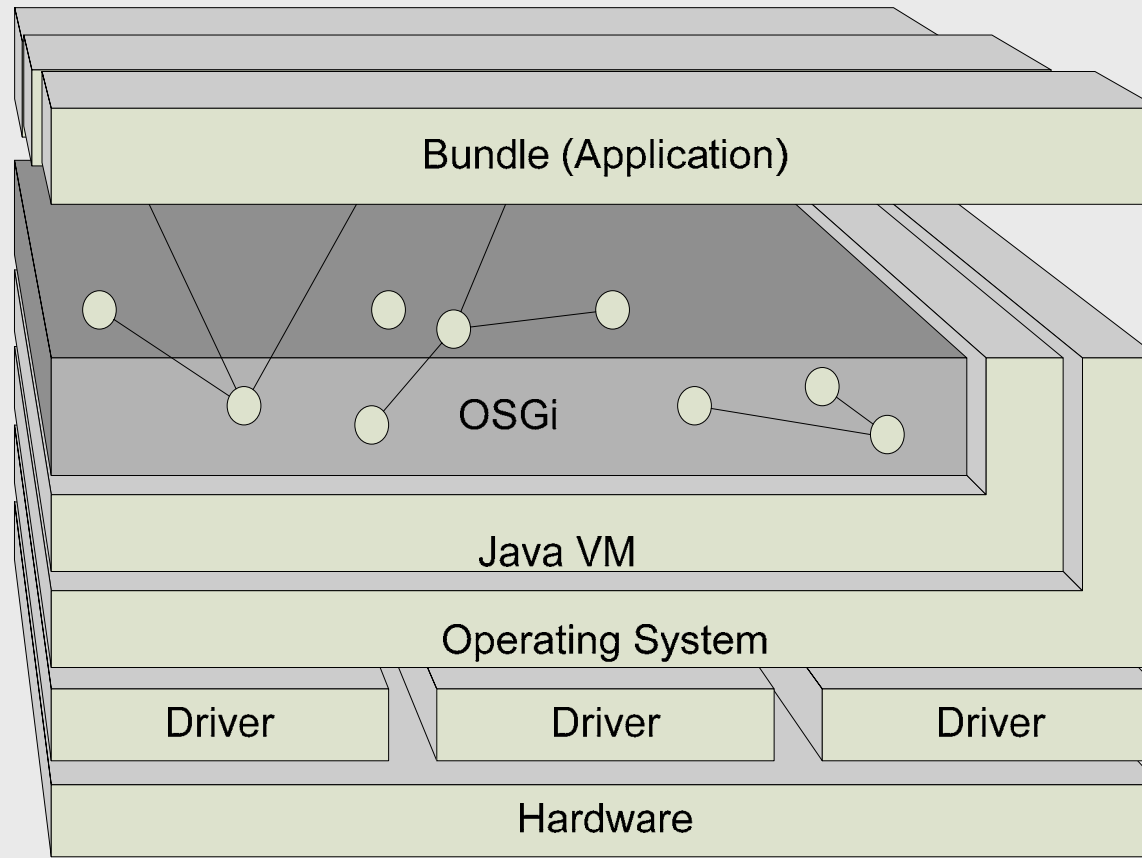 Bundle (Application)
OSGi
Java VM
Operating System
Driver Driver Driver
Hardware